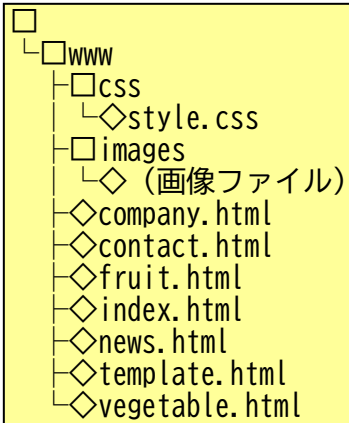 □
└□www
├□css
│└◇style.css
├□images
│└◇（画像ファイル）
├◇company.html
├◇contact.html
├◇fruit.html
├◇index.html
├◇news.html
├◇template.html
└◇vegetable.html